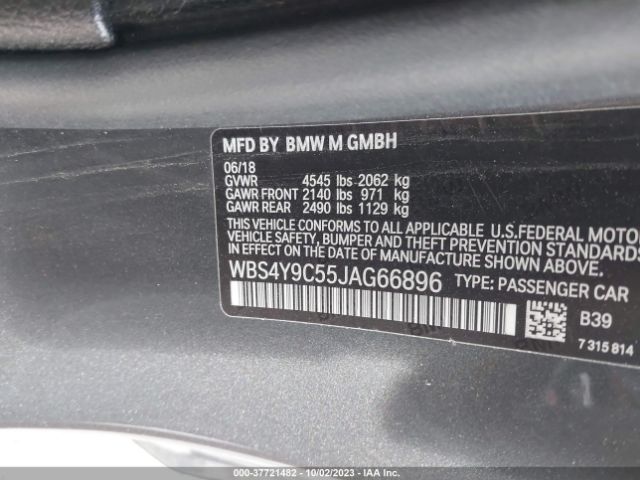 MFD BY BMW M GMBH
06/18
GVWR 4545 lbs 2062 kg
GAWR FRONT 2140 lbs 971 kg
GAWR REAR 2490 lbs 1129 kg
THIS VEHICLE CONFORMS TO ALL APPLICABLE U.S.FEDERAL MOTOR
VEHICLE SAFETY, BUMPER AND THEFT PREVENTION STANDARDS
IN EFFECT ON THE DATE OF MANUFACTURE SHOWN ABOVE.
WBS4Y9C55JAG66896 TYPE: PASSENGER CAR
B39
7 315 814
000-37721482 - 10/02/2023 - IAAI.COM